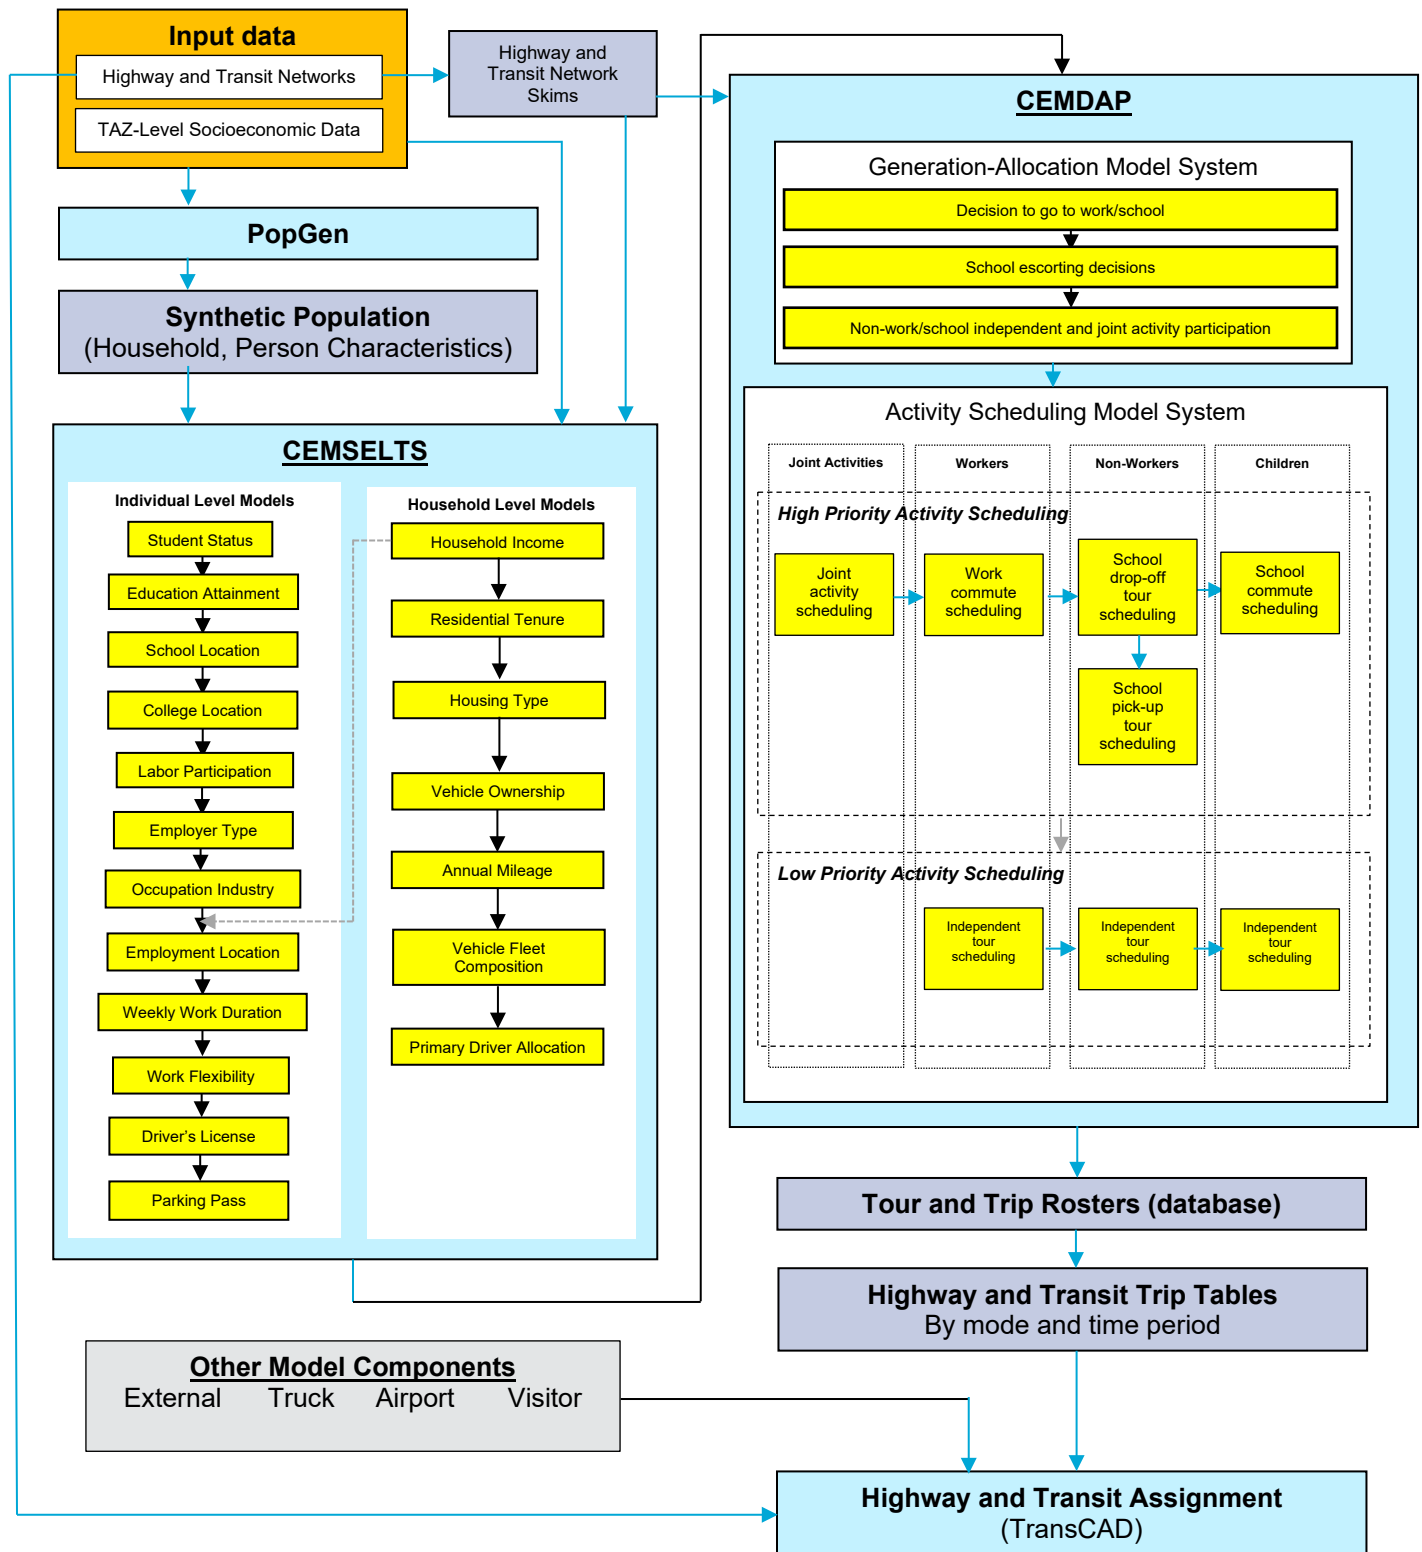 Input data
Highway and Transit Networks
TAZ-Level Socioeconomic Data
Highway and
Transit Network
Skims
PopGen
Synthetic Population
(Household, Person Characteristics)
CEMSELTS
Individual Level Models
Student Status
Education Attainment
School Location
College Location
Labor Participation
Employer Type
Occupation Industry
Employment Location
Weekly Work Duration
Work Flexibility
Driver's License
Parking Pass
Household Level Models
Household Income
Residential Tenure
Housing Type
Vehicle Ownership
Annual Mileage
Vehicle Fleet
Composition
Primary Driver Allocation
CEMDAP
Generation-Allocation Model System
Decision to go to work/school
School escorting decisions
Non-work/school independent and joint activity participation
Activity Scheduling Model System
Joint Activities
Workers
Non-Workers
Children
High Priority Activity Scheduling
Joint
activity
scheduling
Work
commute
scheduling
School
drop-off
tour
scheduling
School
commute
scheduling
School
pick-up
tour
scheduling
Low Priority Activity Scheduling
Independent
tour
scheduling
Independent
tour
scheduling
Independent
tour
scheduling
Tour and Trip Rosters (database)
Highway and Transit Trip Tables
By mode and time period
Other Model Components
External Truck Airport Visitor
Highway and Transit Assignment
(TransCAD)